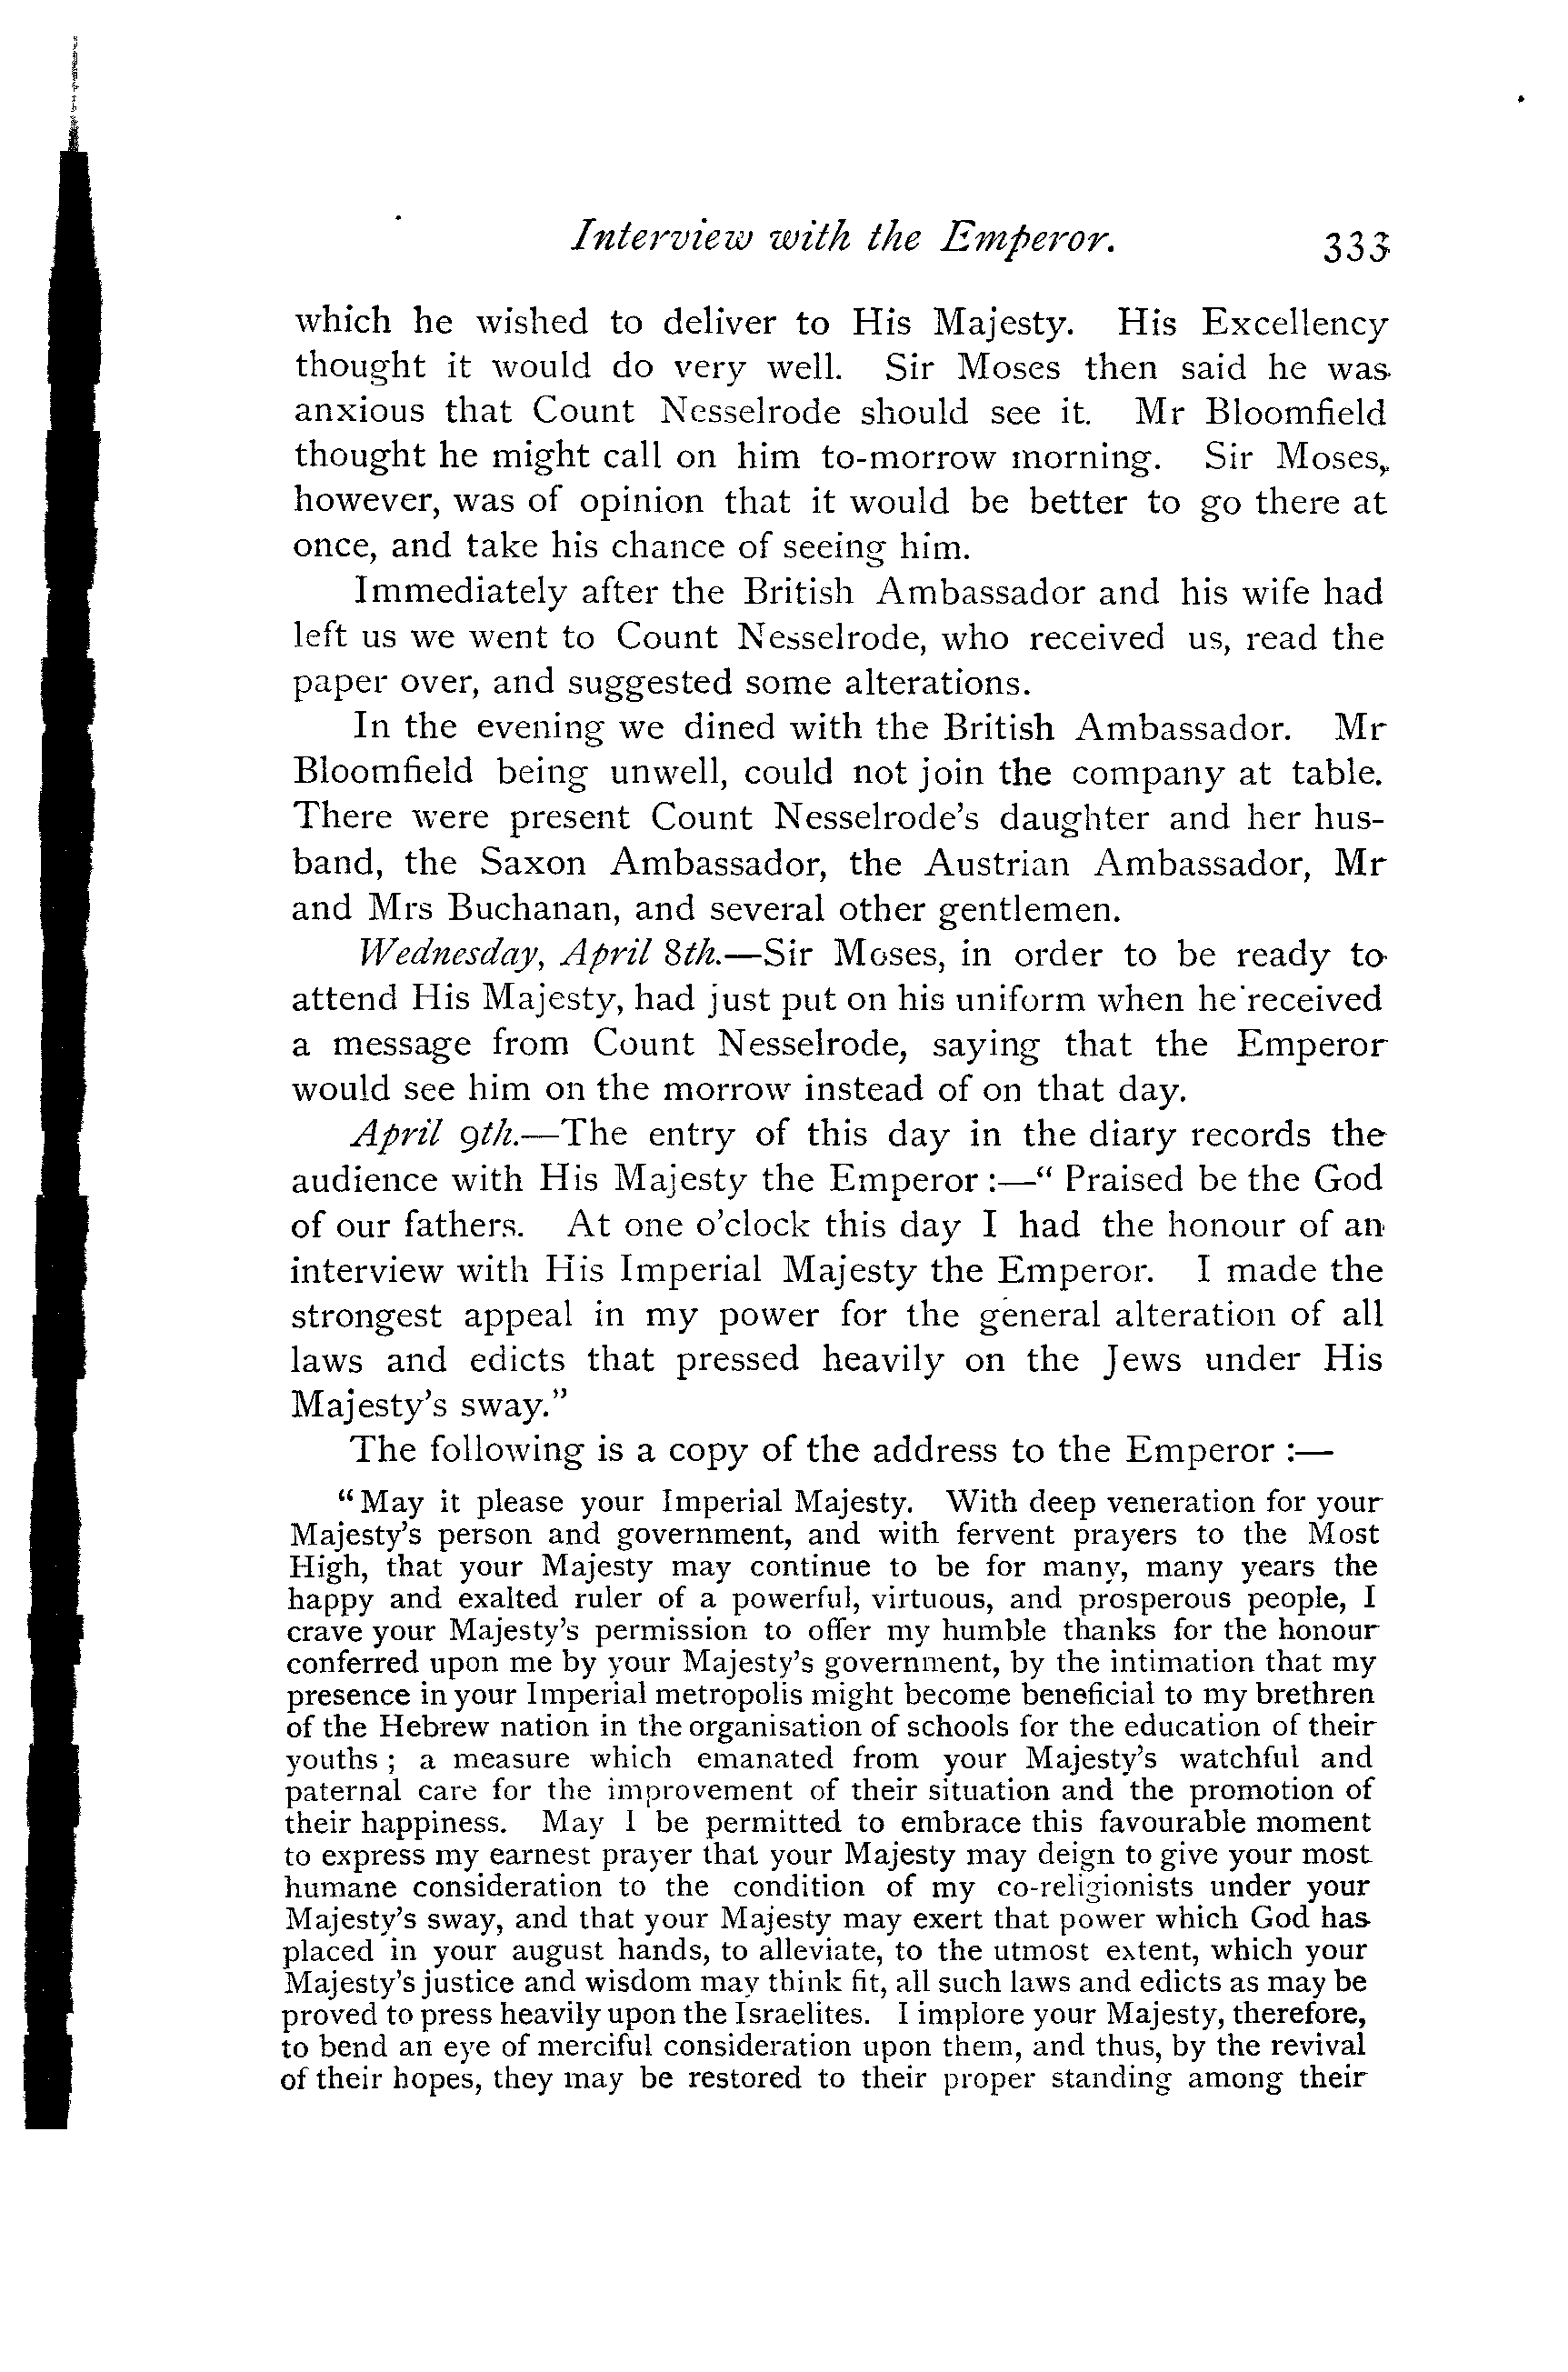 Interview with the Emperor. 333
which he wished to deliver to His Majesty. His Excellency
thought it would do very well. Sir Moses then said he was
anxious that Count Nesselrode should see it. Mr Bloomfield
thought he might call on him to-morrow morning. Sir Moses,
however, was of opinion that it would be better to go there at
once, and take his chance of seeing him.
Immediately after the British Ambassador and his wife had
left us we went to Count Nesselrode, who received us, read the
paper over, and suggested some alterations.
In the evening we dined with the British Ambassador. Mr
Bloomfield being unwell, could not join the company at table.
There were present Count Nesselrode's daughter and her hus-
band, the Saxon Ambassador, the Austrian Ambassador, Mr
and Mrs Buchanan, and several other gentlemen.
Wednesday, April 8th.—Sir Moses, in order to be ready to
attend His Majesty, had just put on his uniform when he received
a message from Count Nesselrode, saying that the Emperor
would see him on the morrow instead of on that day.
April 9th.—The entry of this day in the diary records the
audience with His Majesty the Emperor:—"Praised be the God
of our fathers. At one o'clock this day I had the honour of an
interview with His Imperial Majesty the Emperor. I made the
strongest appeal in my power for the general alteration of all
laws and edicts that pressed heavily on the Jews under His
Majesty's sway."
The following is a copy of the address to the Emperor:—
"May it please your Imperial Majesty. With deep veneration for your
Majesty's person and government, and with fervent prayers to the Most
High, that your Majesty may continue to be for many, many years the
happy and exalted ruler of a powerful, virtuous, and prosperous people, I
crave your Majesty's permission to offer my humble thanks for the honour
conferred upon me by your Majesty's government, by the intimation that my
presence in your Imperial metropolis might become beneficial to my brethren
of the Hebrew nation in the organisation of schools for the education of their
youths; a measure which emanated from your Majesty's watchful and
paternal care for the improvement of their situation and the promotion of
their happiness. May I be permitted to embrace this favourable moment
to express my earnest prayer that your Majesty may deign to give your most
humane consideration to the condition of my co-religionists under your
Majesty's sway, and that your Majesty may exert that power which God has
placed in your august hands, to alleviate, to the utmost extent, which your
Majesty's justice and wisdom may think fit, all such laws and edicts as may be
proved to press heavily upon the Israelites. I implore your Majesty, therefore,
to bend an eye of merciful consideration upon them, and thus, by the revival
of their hopes, they may be restored to their proper standing among their